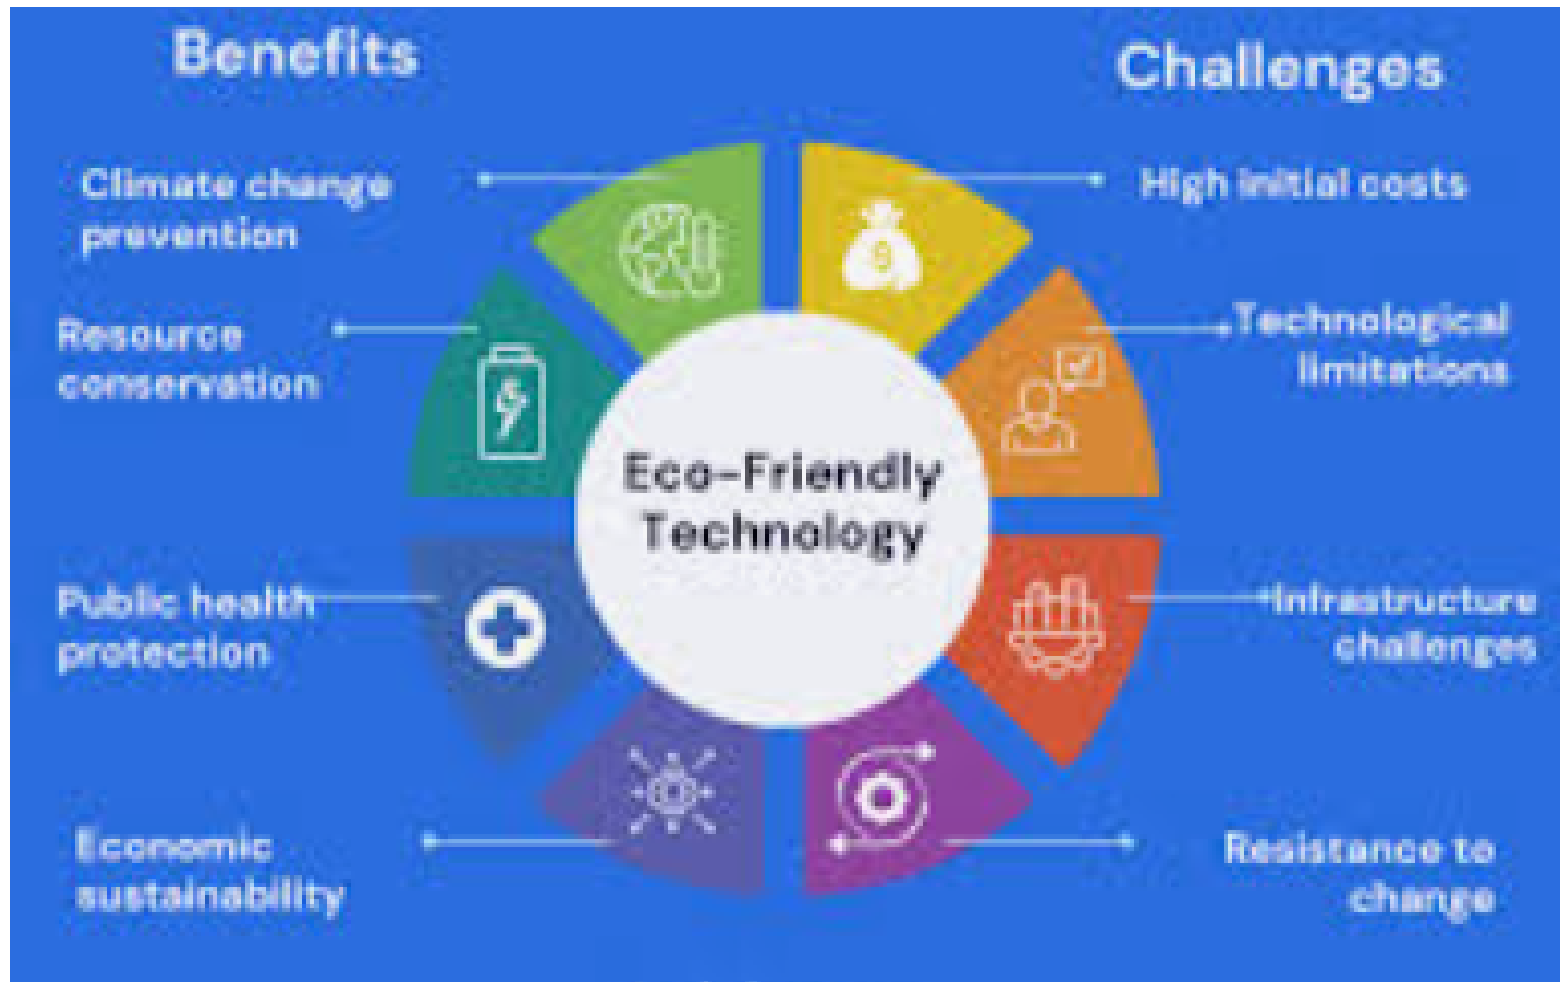 Benefits
Challenges
Climate change
prevention
Resource
conservation
Public health
protection
Economic
sustainability
Eco-Friendly
Technology
High initial costs
Technological
limitations
Infrastructure
challenges
Resistance to
change